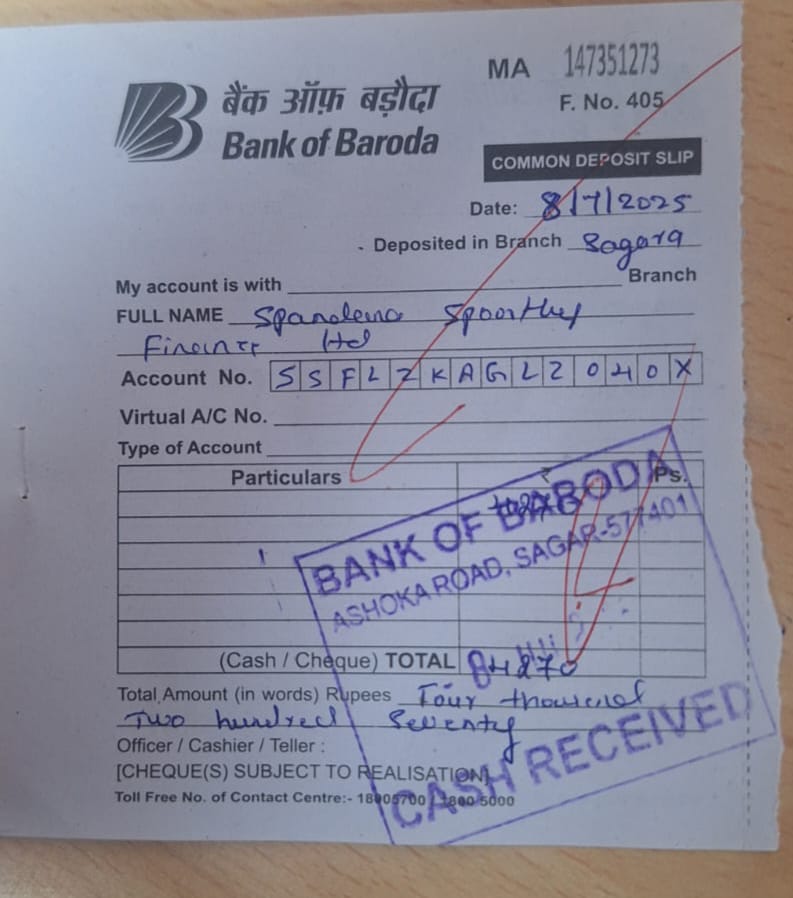 MA 147351273
बैंक ऑफ़ बड़ौदा
F. No. 405
Bank of Baroda
COMMON DEPOSIT SLIP
Date: 8/7/2025
Deposited in Branch Sagara
My account is with Branch
FULL NAME Spandana Spoorthy
Finance Ltd
Account No. SSFLZKAGLZ040X
Virtual A/C No.
Type of Account
Particulars ₹ Ps.
BANK OF BARODA
ASHOKA ROAD, SAGAR-577401
(Cash / Cheque) TOTAL 4270
Total Amount (in words) Rupees Four thousand
Two hundred Seventy
Officer / Cashier / Teller :
[CHEQUE(S) SUBJECT TO REALISATION]
CASH RECEIVED
Toll Free No. of Contact Centre:- 18005700 / 1800 5000